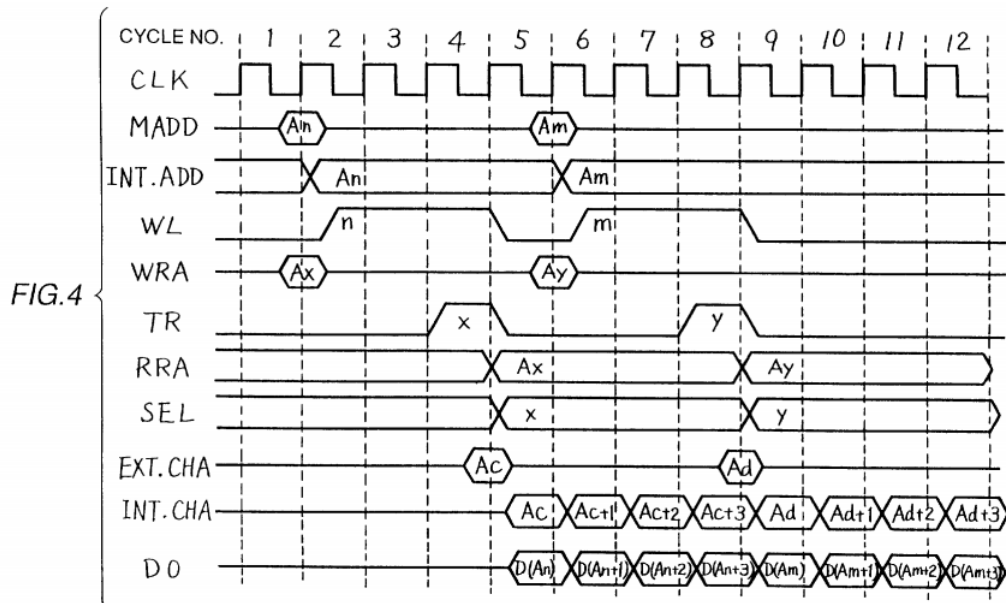 CYCLE NO. 1 2 3 4 5 6 7 8 9 10 11 12
CLK
MADD An Am
INT.ADD An Am
WL n m
WRA Ax Ay
FIG.4
TR x y
RRA Ax Ay
SEL x y
EXT.CHA Ac Ad
INT.CHA Ac Ac+1 Ac+2 Ac+3 Ad Ad+1 Ad+2 Ad+3
DO D(An) D(An+1) D(An+2) D(An+3) D(Am) D(Am+1) D(Am+2) D(Am+3)